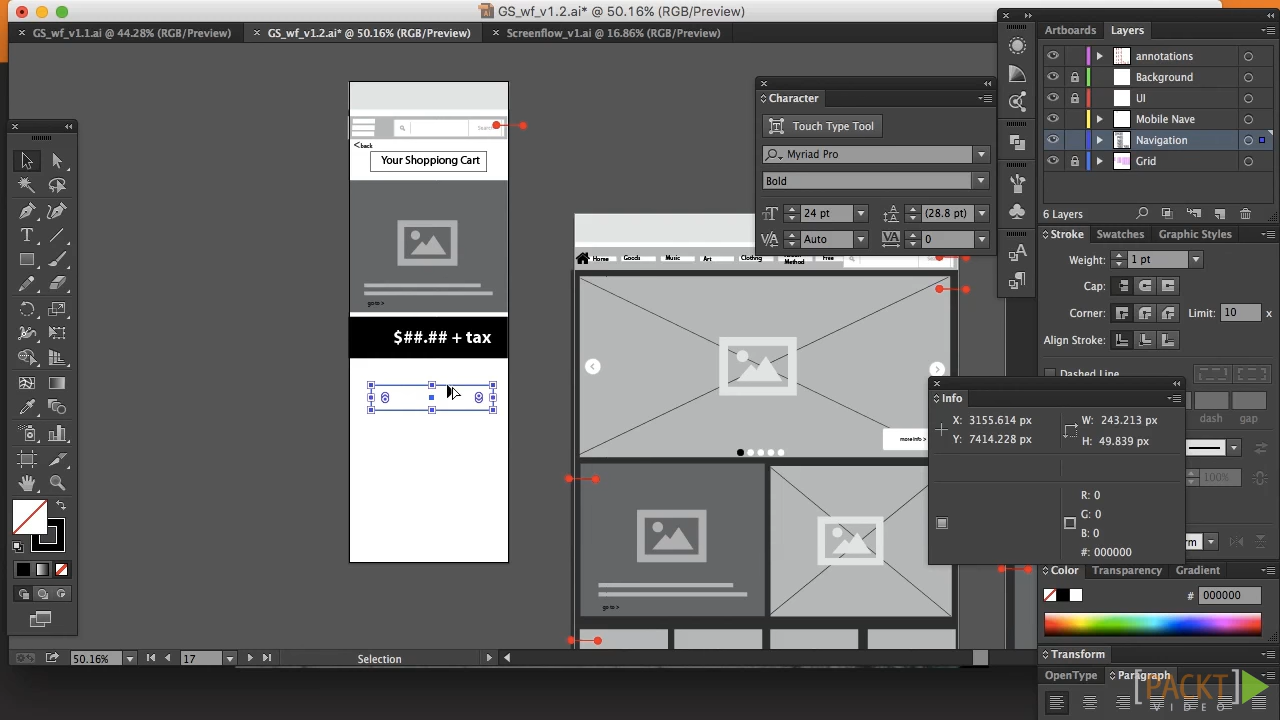 GS_wf_v1.2.ai* @ 50.16% (RGB/Preview)
GS_wf_v1.1.ai @ 44.28% (RGB/Preview)
GS_wf_v1.2.ai* @ 50.16% (RGB/Preview)
Screenflow_v1.ai @ 16.86% (RGB/Preview)
Artboards
Layers
annotations
Background
UI
Mobile Navs
Navigation
Grid
6 Layers
Character
Touch Type Tool
Myriad Pro
Bold
24 pt
(28.8 pt)
Auto
0
Search
<back
Your Shoppiong Cart
go to >
$##.## + tax
Home
Goods
Music
Art
Clothing
Method
Free
more info >
go to >
Stroke
Swatches
Graphic Styles
Weight:
1 pt
Cap:
Corner:
Limit:
10
x
Align Stroke:
Dashed Line
dash
gap
100%
Info
X: 3155.614 px
Y: 7414.228 px
W: 243.213 px
H: 49.839 px
R: 0
G: 0
B: 0
#: 000000
Color
Transparency
Gradient
# 000000
Transform
OpenType
Paragraph
50.16%
17
Selection
[PACKT]
VIDEO